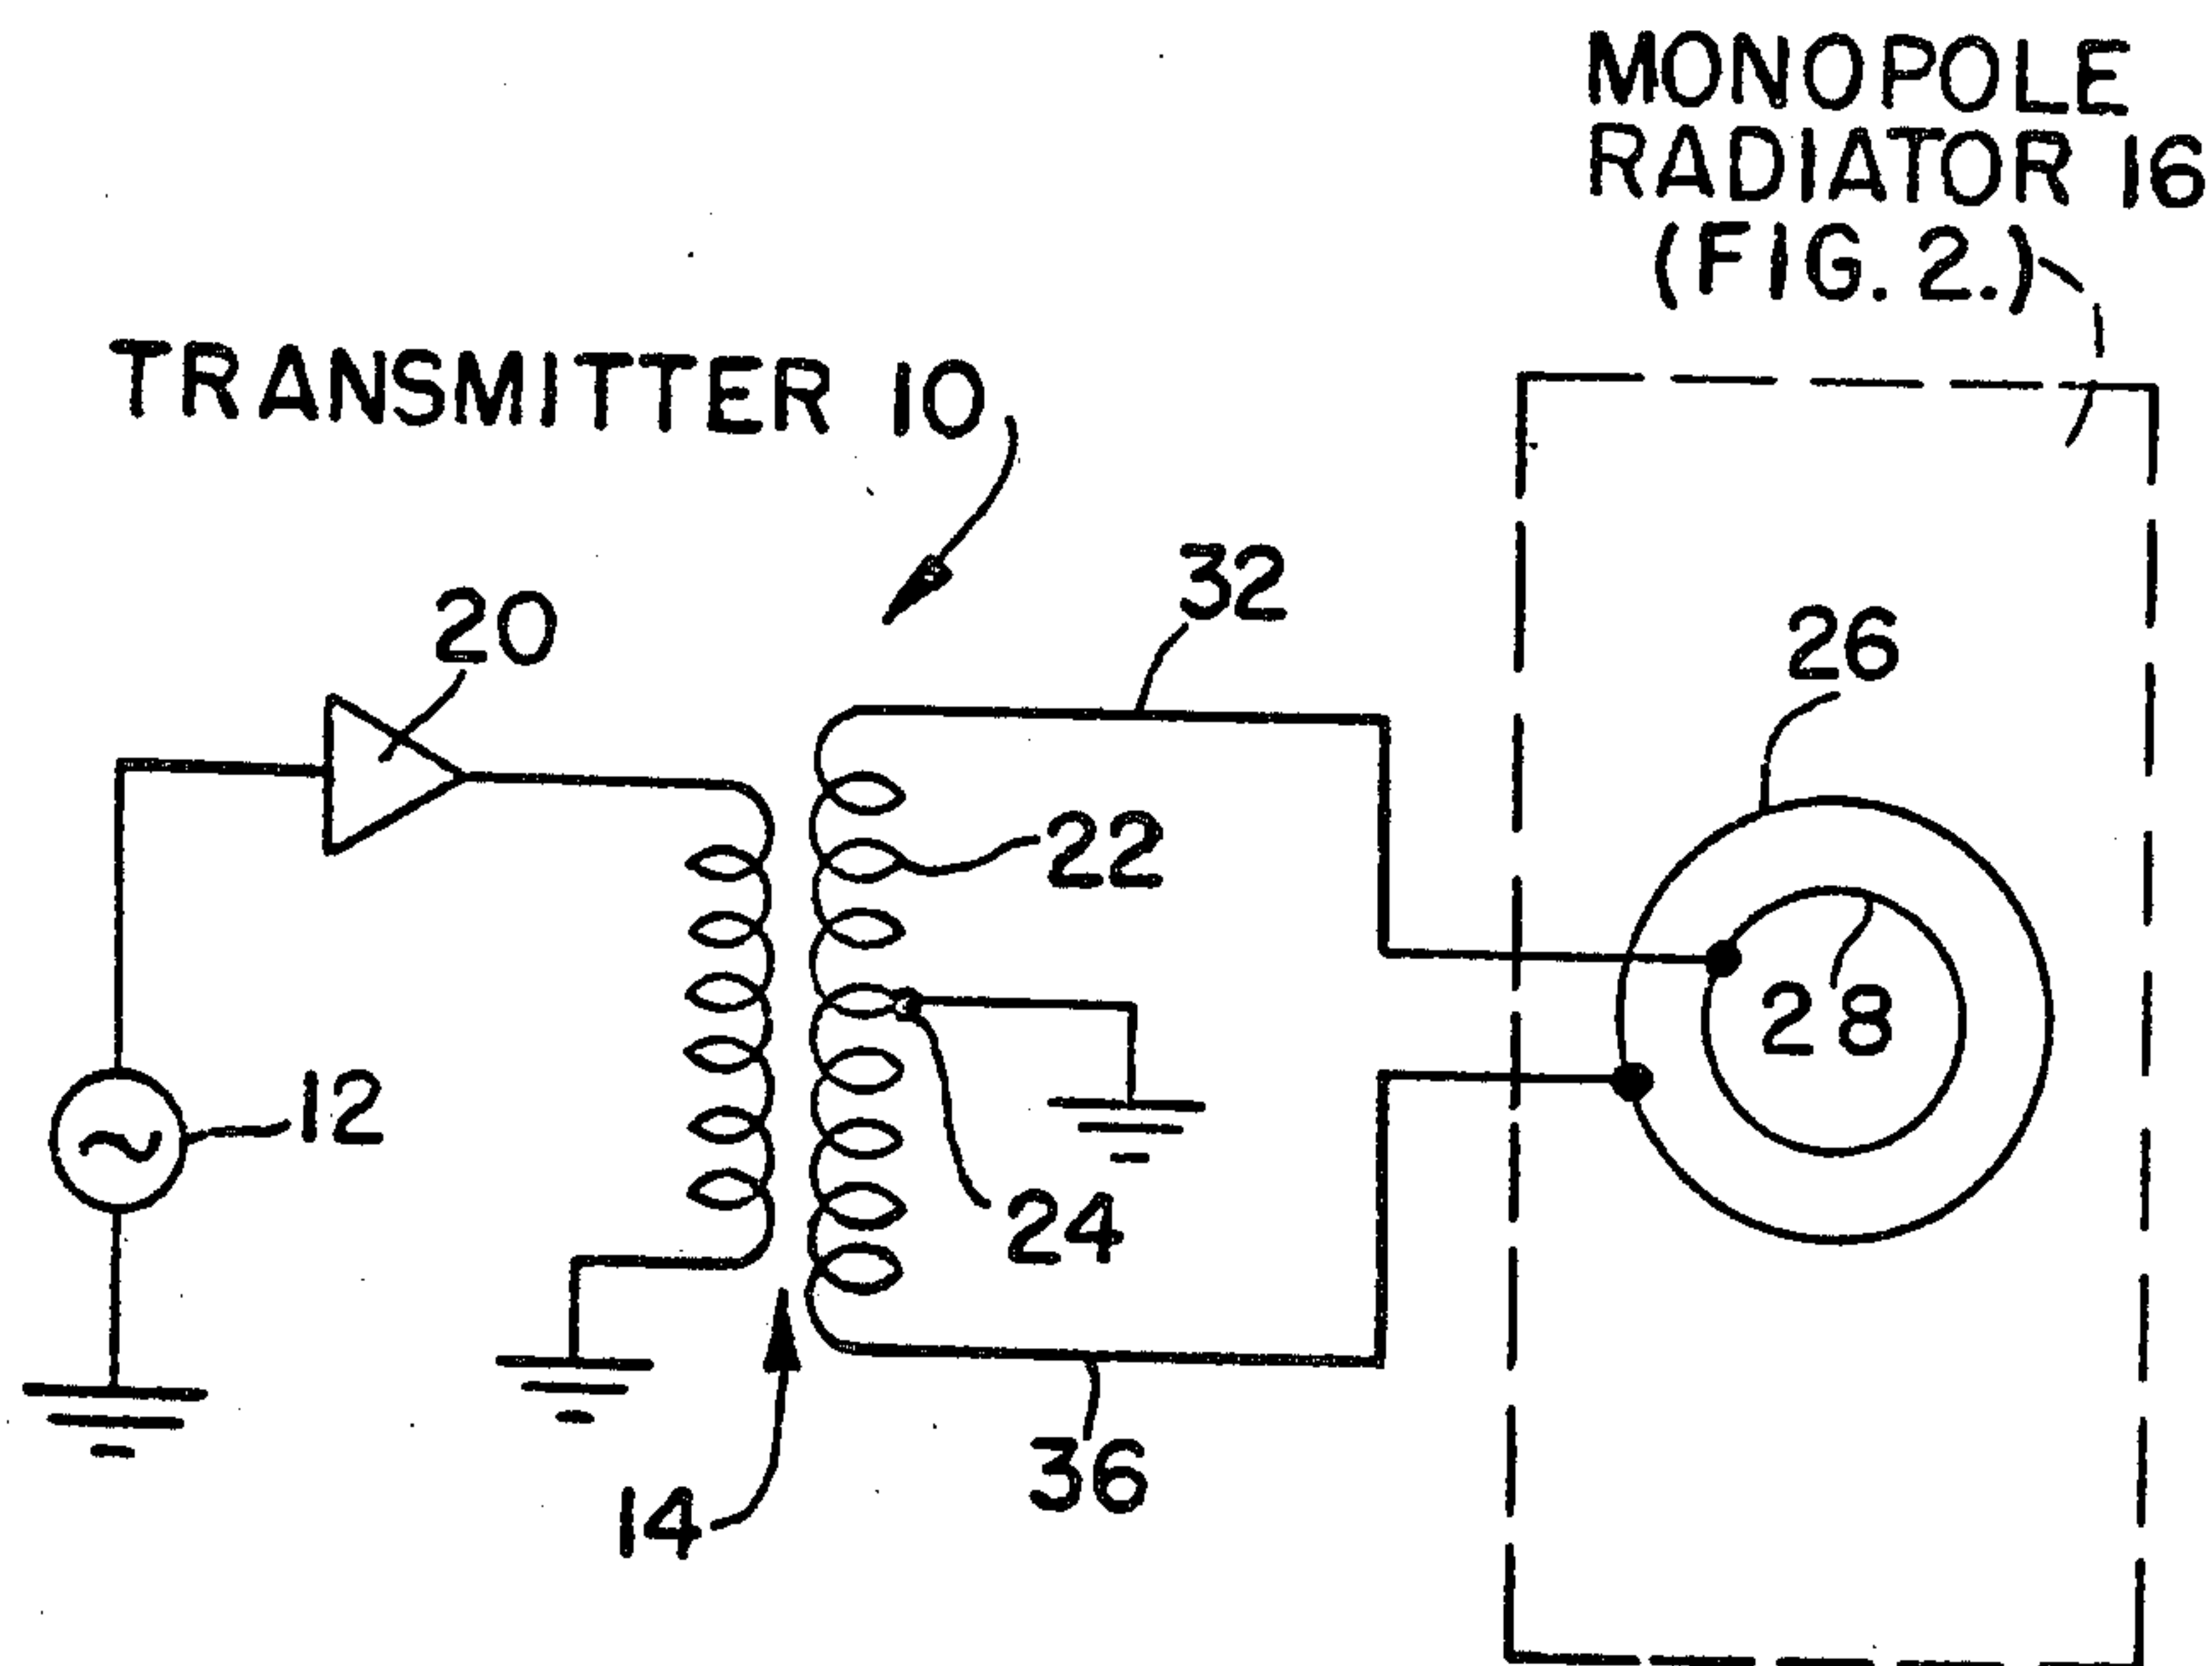 MONOPOLE
RADIATOR 16
(FIG. 2.)
TRANSMITTER 10
32
20
26
22
28
12
24
36
14